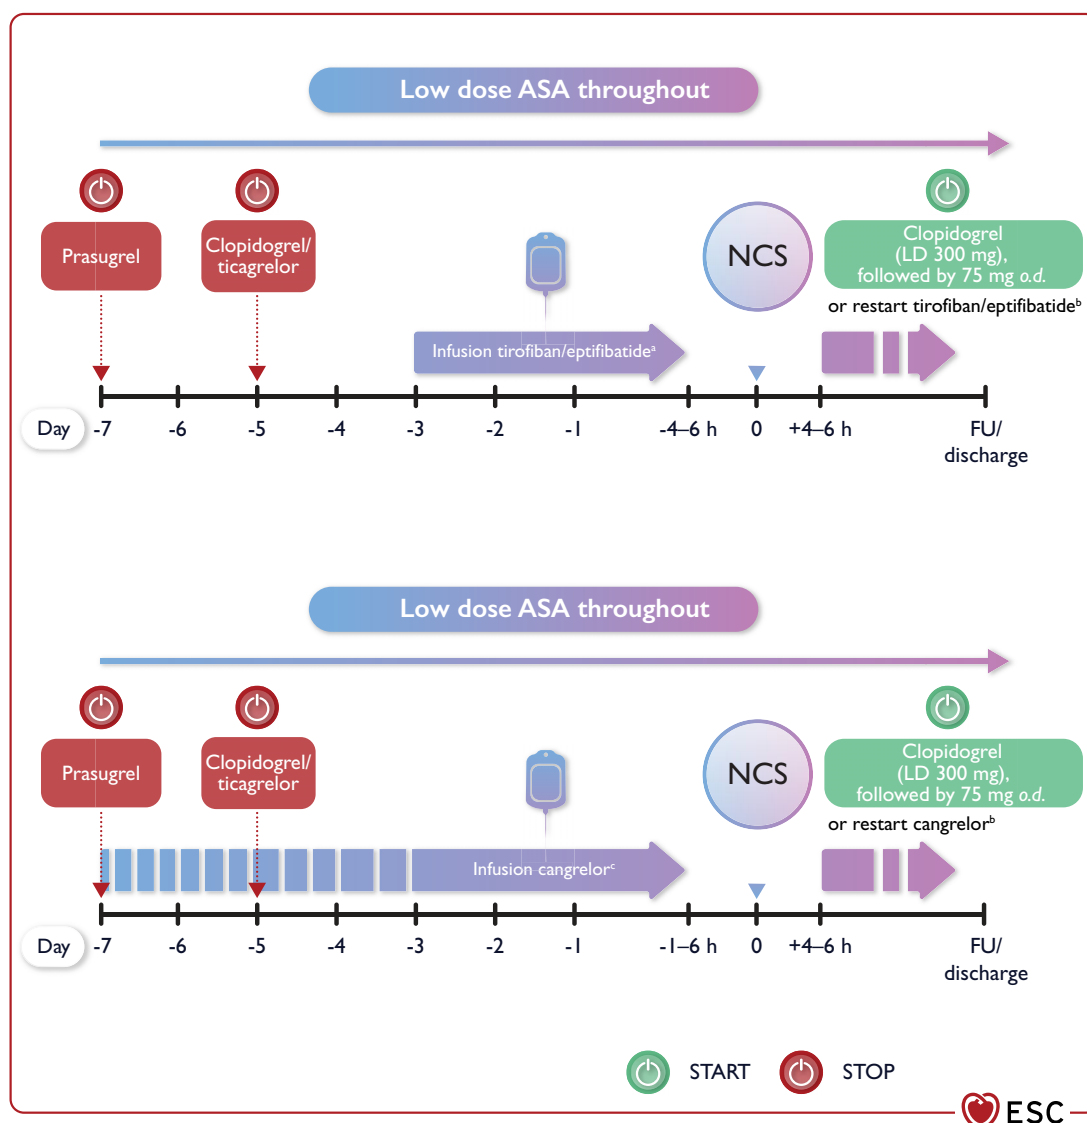 Low dose ASA throughout
Prasugrel
Clopidogrel/
ticagrelor
NCS
Clopidogrel
(LD 300 mg),
followed by 75 mg o.d.
or restart tirofiban/eptifibatideᵇ
Infusion tirofiban/eptifibatideᵃ
Day -7 -6 -5 -4 -3 -2 -1 -4–6 h 0 +4–6 h FU/
discharge
Low dose ASA throughout
Prasugrel
Clopidogrel/
ticagrelor
NCS
Clopidogrel
(LD 300 mg),
followed by 75 mg o.d.
or restart cangrelorᵇ
Infusion cangrelorᶜ
Day -7 -6 -5 -4 -3 -2 -1 -1–6 h 0 +4–6 h FU/
discharge
START STOP
ESC